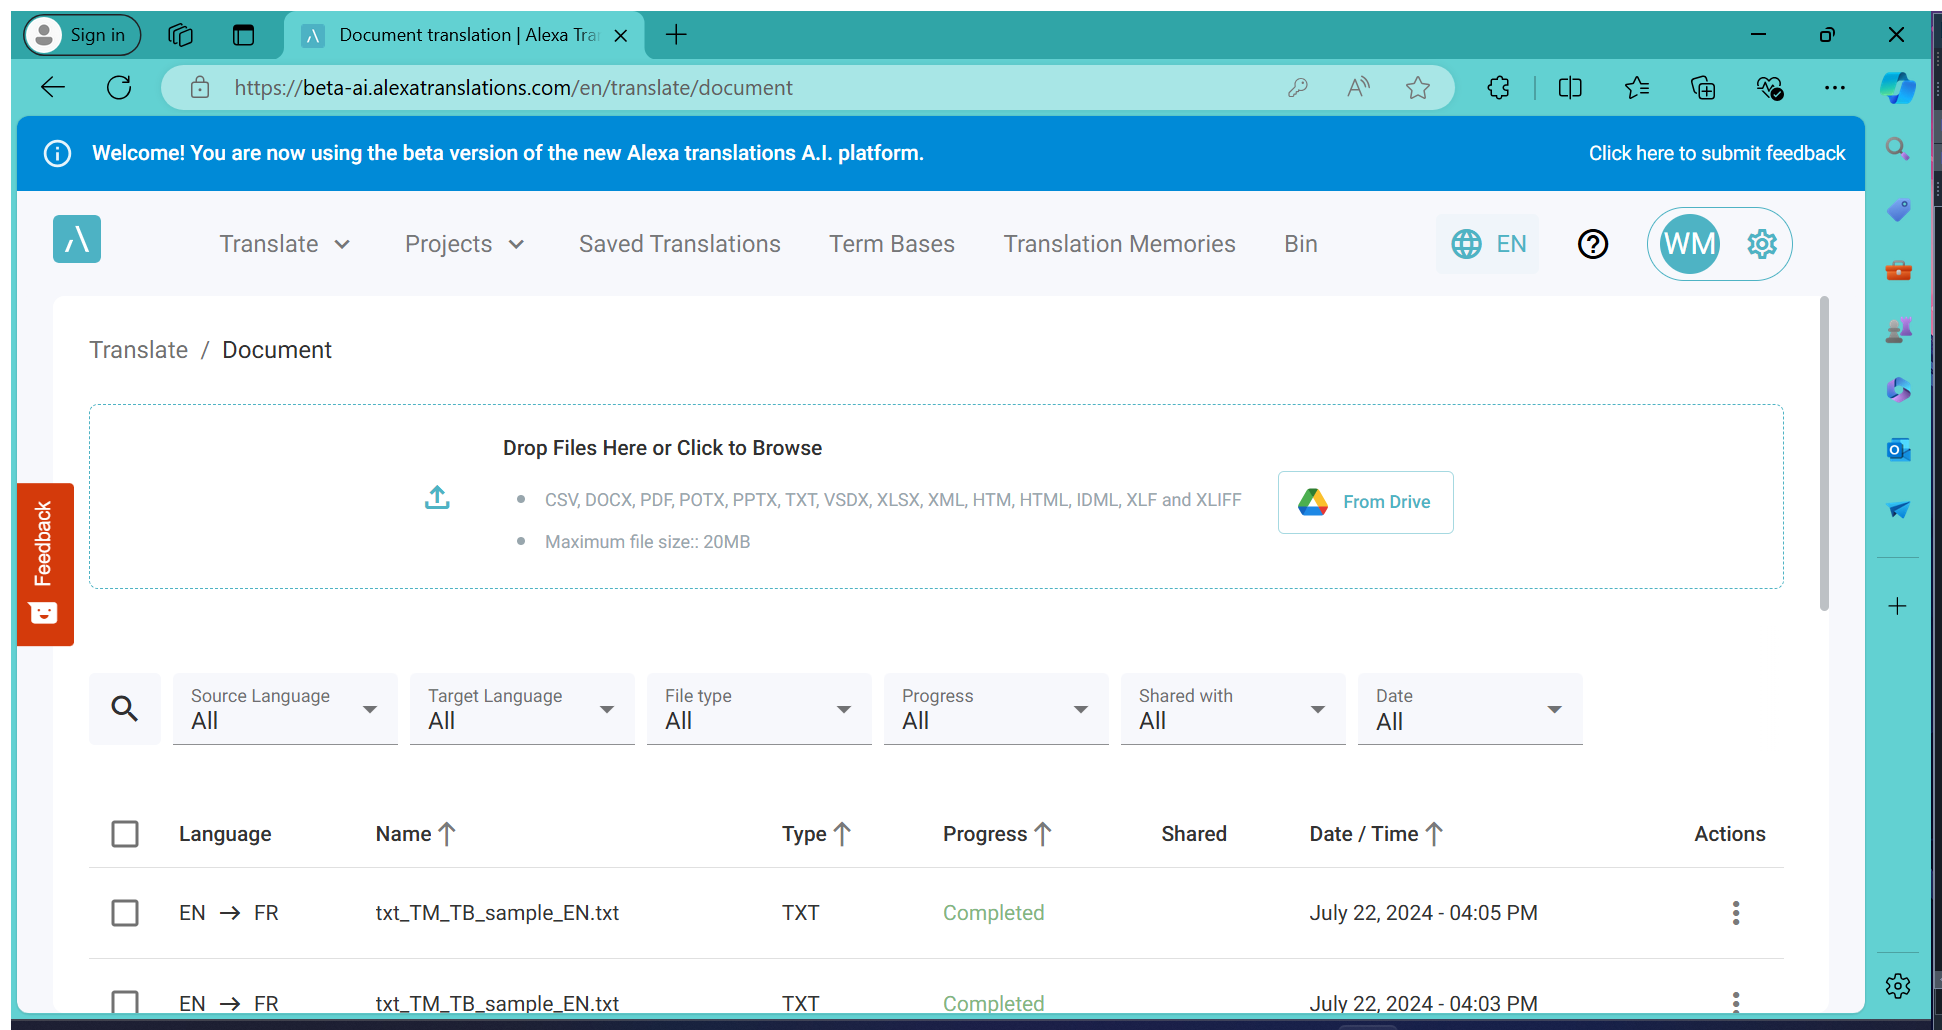 Sign in
Document translation | Alexa Tra
https://beta-ai.alexatranslations.com/en/translate/document
Welcome! You are now using the beta version of the new Alexa translations A.I. platform.
Click here to submit feedback
Translate
Projects
Saved Translations
Term Bases
Translation Memories
Bin
EN
WM
Translate / Document
Drop Files Here or Click to Browse
CSV, DOCX, PDF, POTX, PPTX, TXT, VSDX, XLSX, XML, HTM, HTML, IDML, XLF and XLIFF
Maximum file size:: 20MB
From Drive
Feedback
Source Language
All
Target Language
All
File type
All
Progress
All
Shared with
All
Date
All
Language Name Type Progress Shared Date / Time Actions
EN → FR txt_TM_TB_sample_EN.txt TXT Completed July 22, 2024 - 04:05 PM
EN → FR txt_TM_TB_sample_EN.txt TXT Completed July 22, 2024 - 04:03 PM